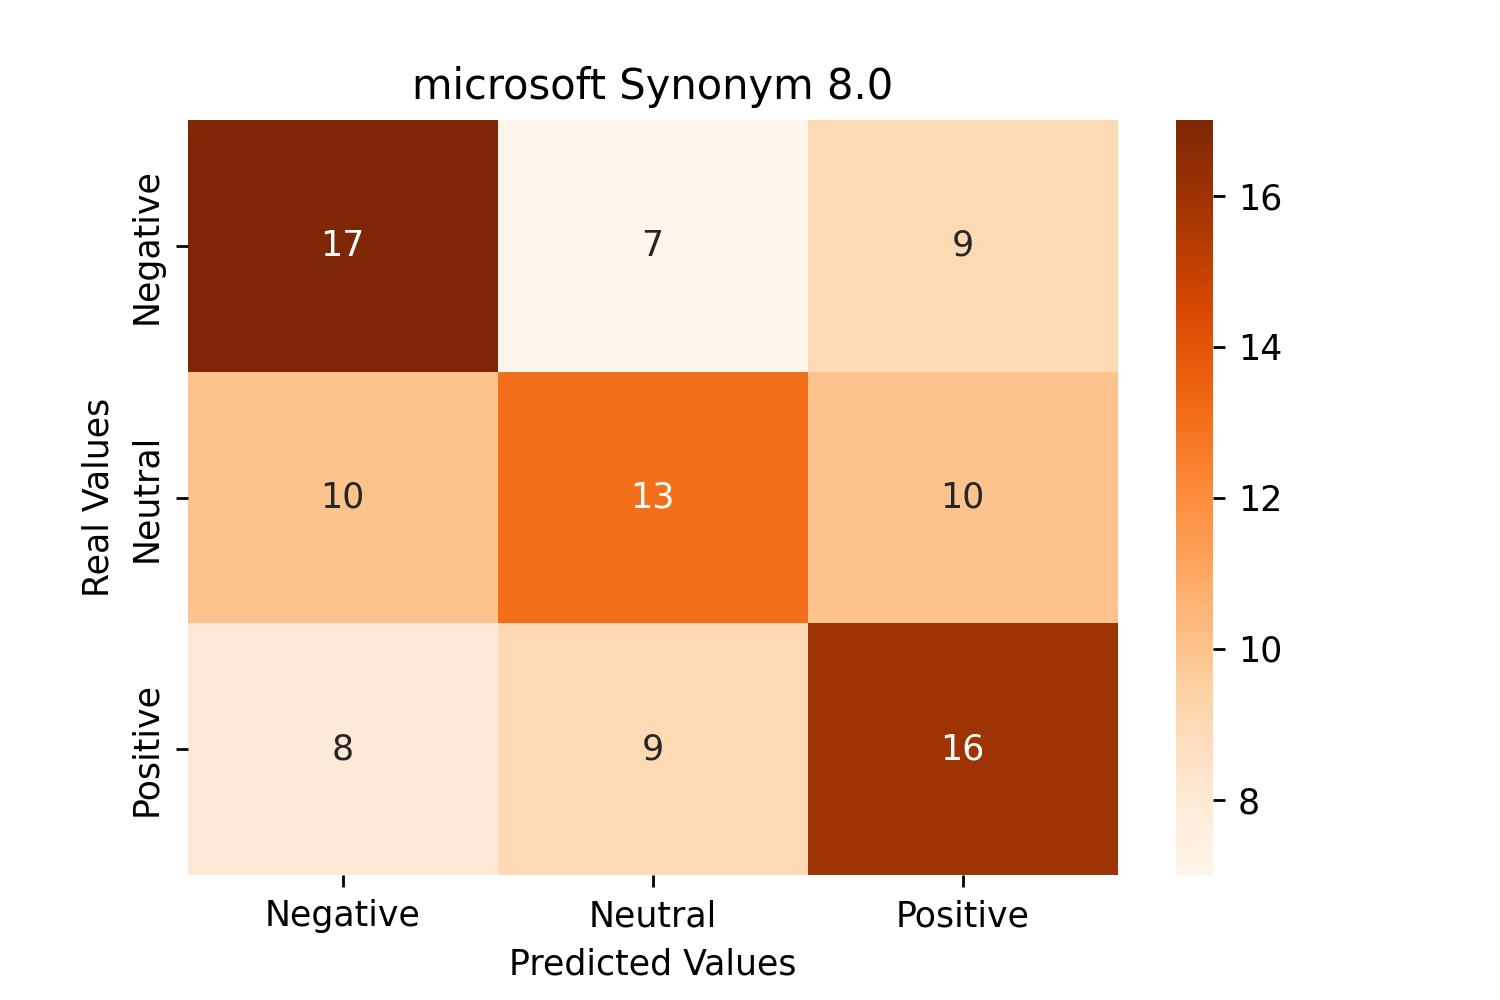 microsoft Synonym 8.0
Real Values
Negative
Neutral
Positive
17 7 9
10 13 10
8 9 16
Negative Neutral Positive
Predicted Values
16
14
12
10
8